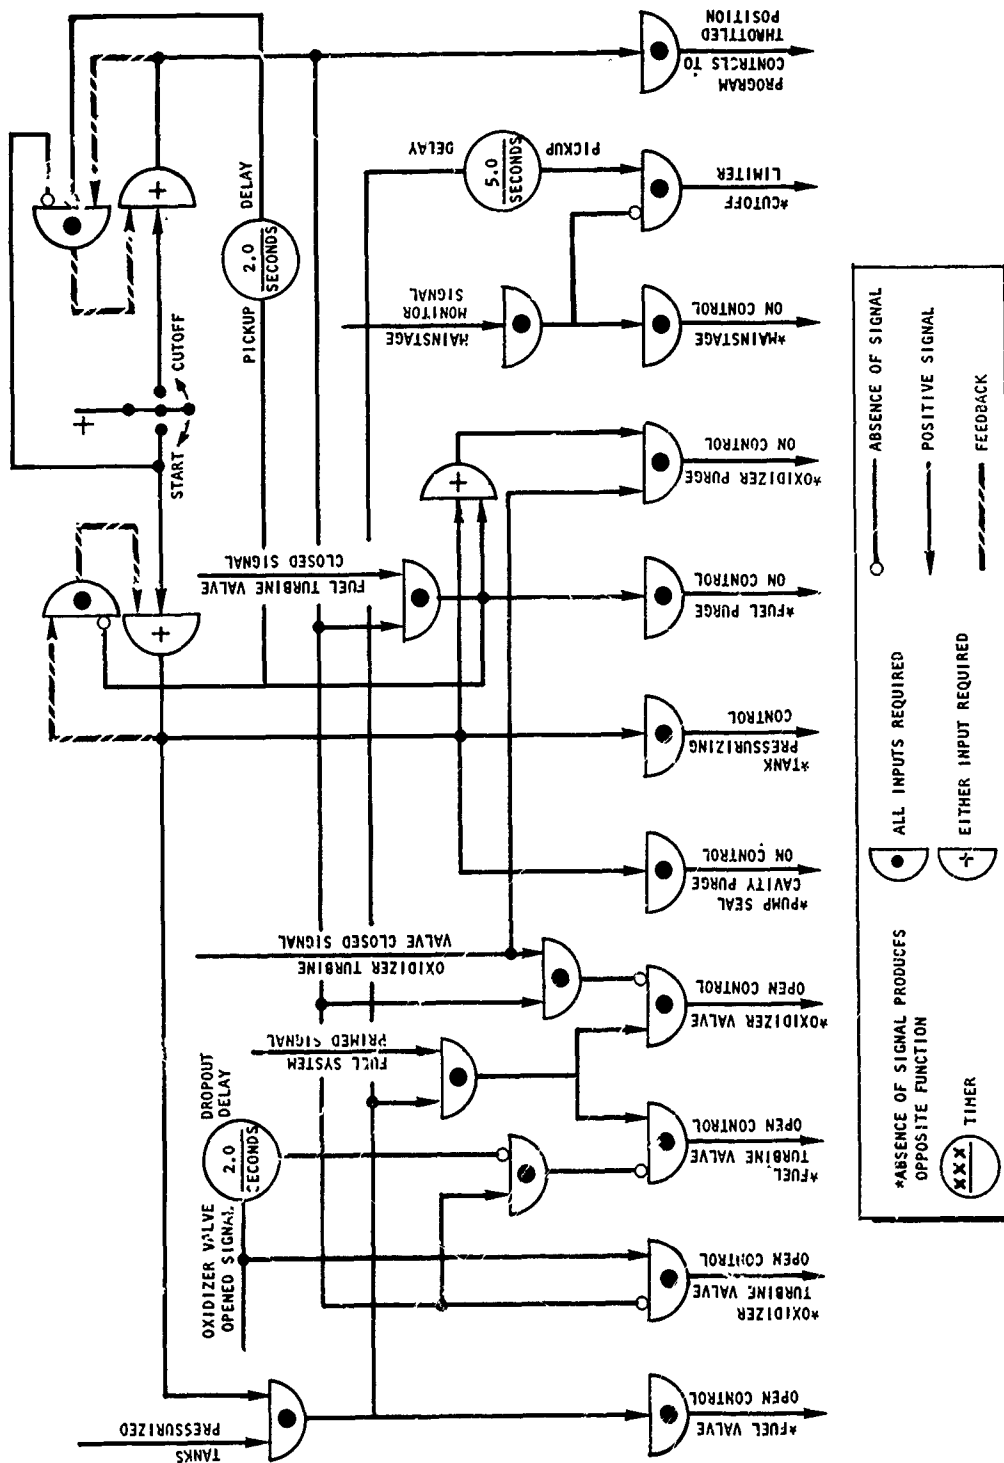 OXIDIZER VALVE
OPENED SIGNAL
2.0
SECONDS
DROPOUT
DELAY
START
CUTOFF
+
PICKUP
2.0
SECONDS
DELAY
TANKS
PRESSURIZED
FUEL SYSTEM
PRIMED SIGNAL
OXIDIZER TURBINE
VALVE CLOSED SIGNAL
FUEL TURBINE VALVE
CLOSED SIGNAL
MAINSTAGE
MONITOR
SIGNAL
DELAY
5.0
SECONDS
PICKUP
*FUEL VALVE
OPEN CONTROL
*OXIDIZER
TURBINE VALVE
OPEN CONTROL
*FUEL
TURBINE VALVE
OPEN CONTROL
*OXIDIZER VALVE
OPEN CONTROL
*PUMP SEAL
CAVITY PURGE
ON CONTROL
*TANK
PRESSURIZING
CONTROL
*FUEL PURGE
ON CONTROL
*OXIDIZER PURGE
ON CONTROL
*MAINSTAGE
ON CONTROL
*CUTOFF
LIMITER
PROGRAM
CONTROLS TO
THROTTLED
POSITION
*ABSENCE OF SIGNAL PRODUCES
OPPOSITE FUNCTION
XXX TIMER
ALL INPUTS REQUIRED
+ EITHER INPUT REQUIRED
ABSENCE OF SIGNAL
POSITIVE SIGNAL
FEEDBACK